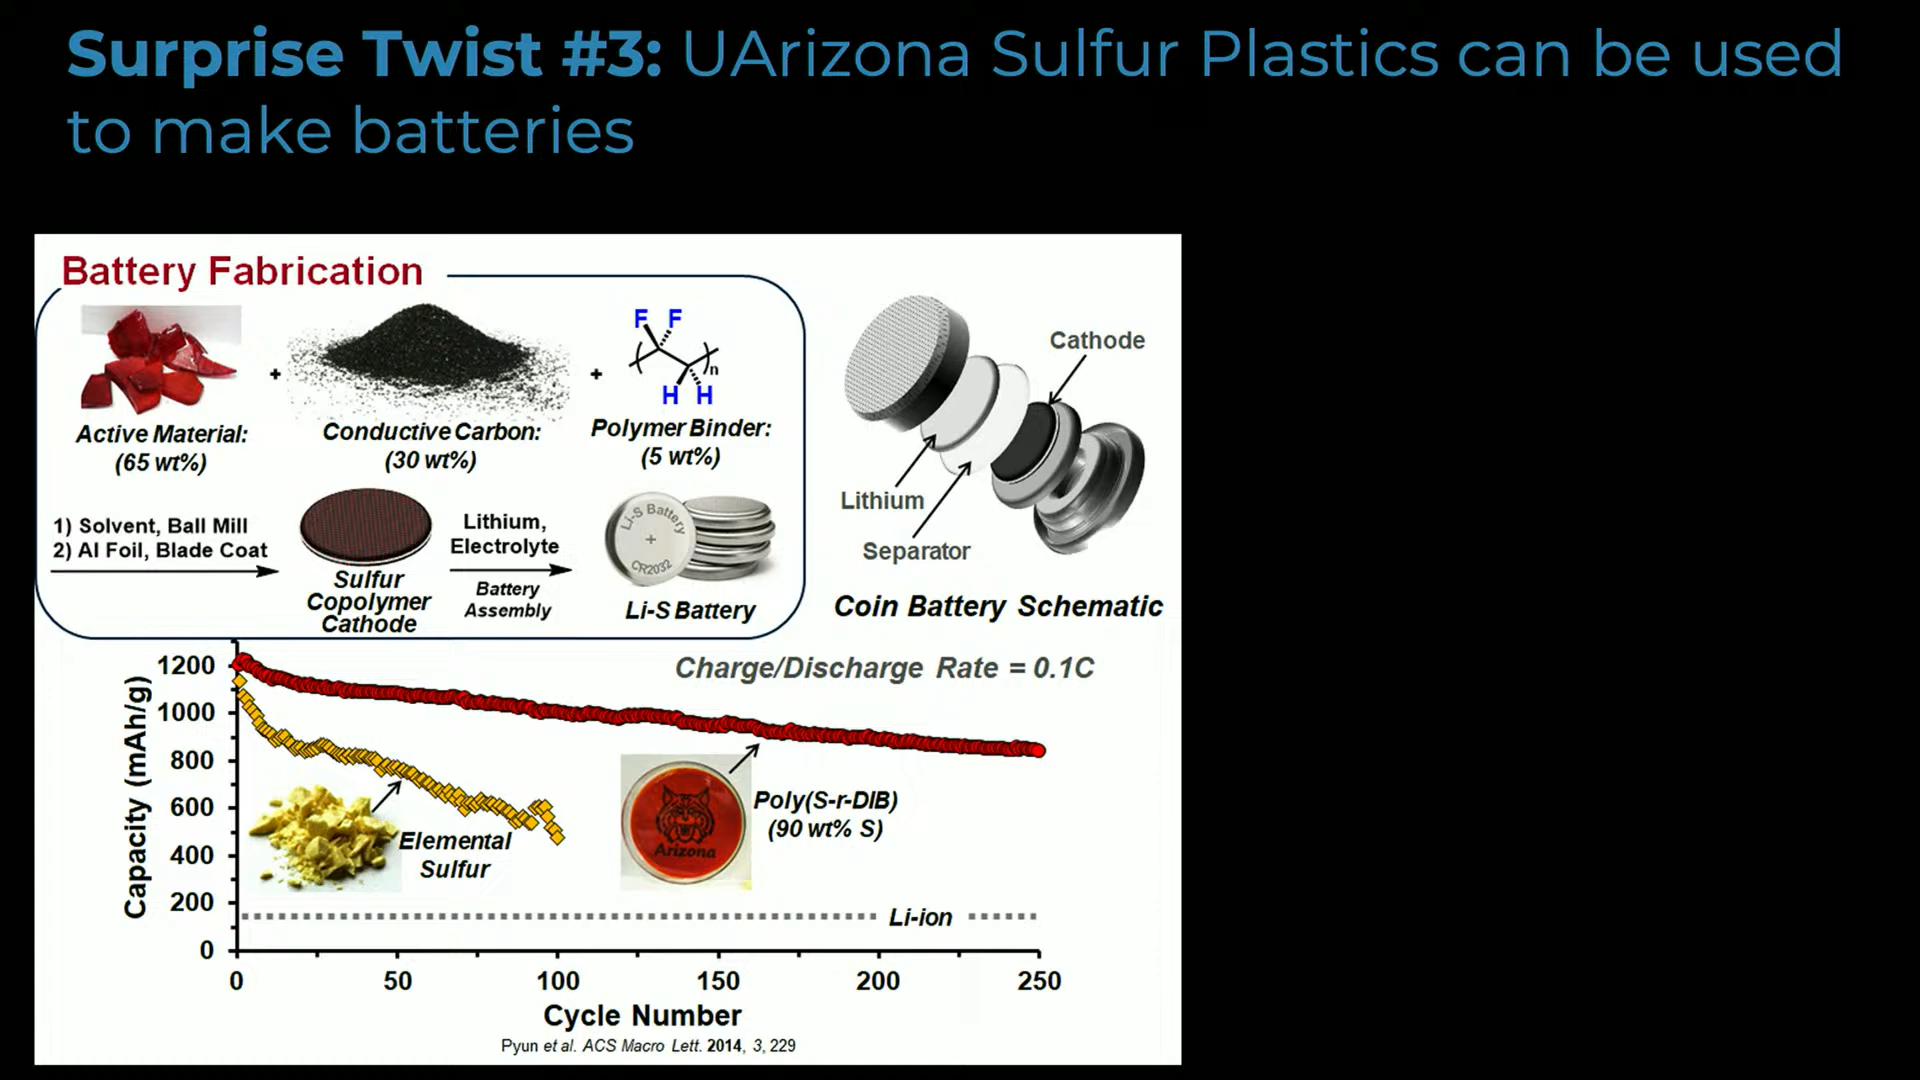 Surprise Twist #3: UArizona Sulfur Plastics can be used
to make batteries
Battery Fabrication
+
+
F F
n
H H
Active Material:
(65 wt%)
Conductive Carbon:
(30 wt%)
Polymer Binder:
(5 wt%)
1) Solvent, Ball Mill
2) Al Foil, Blade Coat
Sulfur
Copolymer
Cathode
Lithium,
Electrolyte
Battery
Assembly
Li-S Battery
+
CR2032
Li-S Battery
Cathode
Lithium
Separator
Coin Battery Schematic
Charge/Discharge Rate = 0.1C
Capacity (mAh/g)
1200
1000
800
600
400
200
0
Elemental
Sulfur
Arizona
Poly(S-r-DIB)
(90 wt% S)
Li-ion
0 50 100 150 200 250
Cycle Number
Pyun et al. ACS Macro Lett. 2014, 3, 229